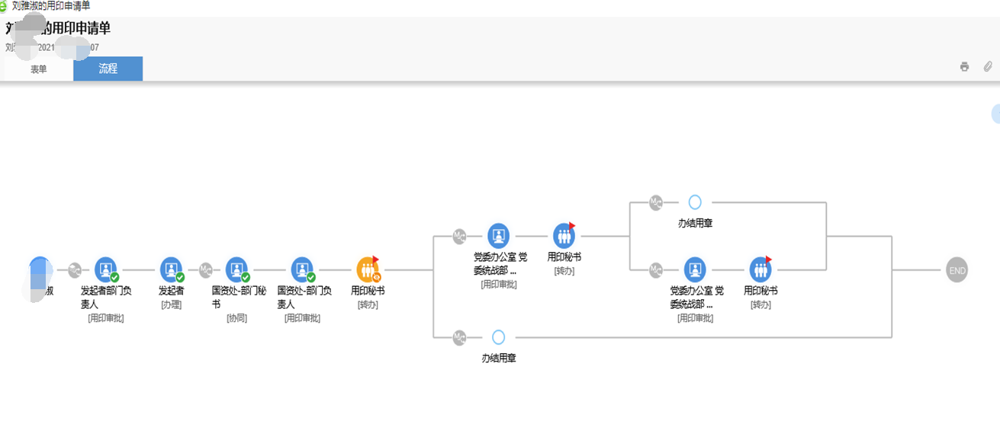 刘雅淑的用印申请单
的用印申请单
2021
07
表单
流程
办结用章
党委办公室 党
委统战部 ...
[用印审批]
用印秘书
[转办]
淑
发起者部门负
责人
[用印审批]
发起者
[办理]
国资处-部门秘
书
[协同]
国资处-部门负
责人
[用印审批]
用印秘书
[转办]
党委办公室 党
委统战部 ...
[用印审批]
用印秘书
[转办]
END
办结用章